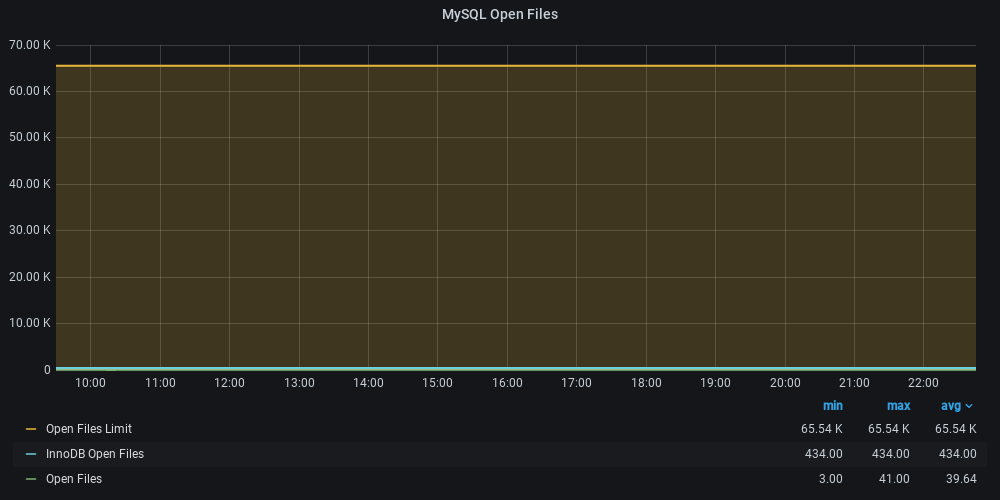 MySQL Open Files
70.00 K
60.00 K
50.00 K
40.00 K
30.00 K
20.00 K
10.00 K
0
10:00 11:00 12:00 13:00 14:00 15:00 16:00 17:00 18:00 19:00 20:00 21:00 22:00
min max avg
Open Files Limit 65.54 K 65.54 K 65.54 K
InnoDB Open Files 434.00 434.00 434.00
Open Files 3.00 41.00 39.64